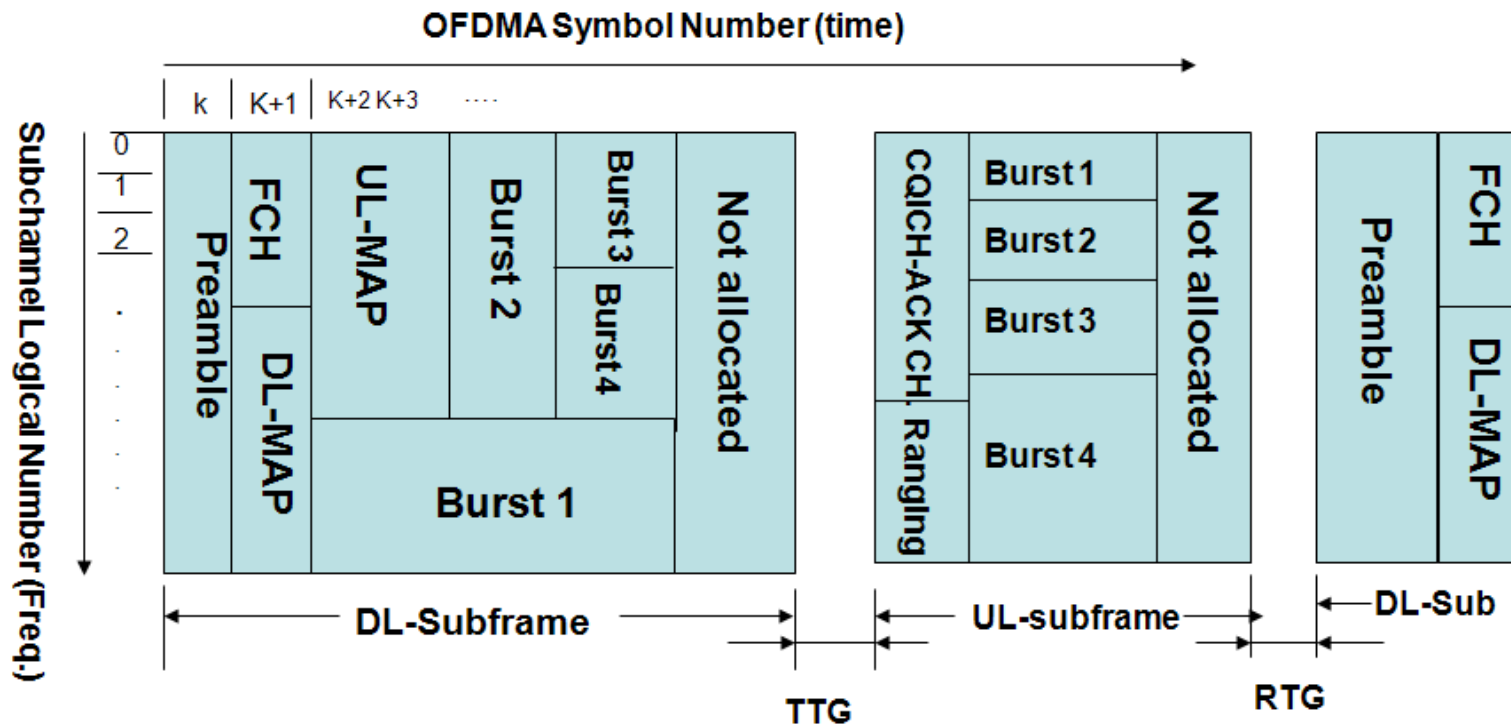 OFDMA Symbol Number (time)
k
K+1
K+2 K+3
....
Subchannel Logical Number (Freq.)
0
1
2
.
.
.
.
.
.
Preamble
FCH
DL-MAP
UL-MAP
Burst 2
Burst 3
Burst 4
Not allocated
Burst 1
CQICH-ACK CH.
Ranging
Burst 1
Burst 2
Burst 3
Burst 4
Not allocated
Preamble
FCH
DL-MAP
DL-Subframe
UL-subframe
DL-Sub
TTG
RTG